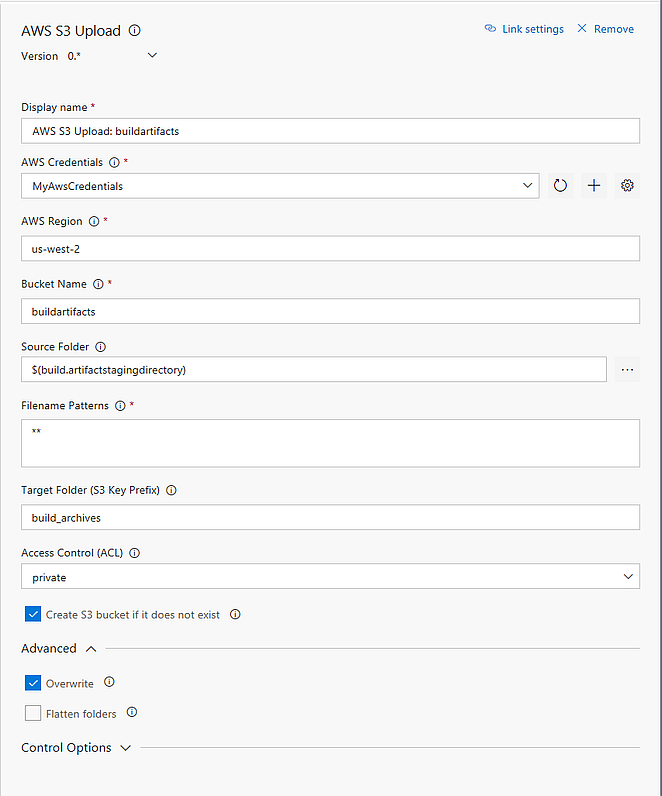 AWS S3 Upload
Link settings
Remove
Version 0.*
Display name *
AWS S3 Upload: buildartifacts
AWS Credentials *
MyAwsCredentials
AWS Region *
us-west-2
Bucket Name *
buildartifacts
Source Folder
$(build.artifactstagingdirectory)
...
Filename Patterns *
**
Target Folder (S3 Key Prefix)
build_archives
Access Control (ACL)
private
Create S3 bucket if it does not exist
Advanced
Overwrite
Flatten folders
Control Options